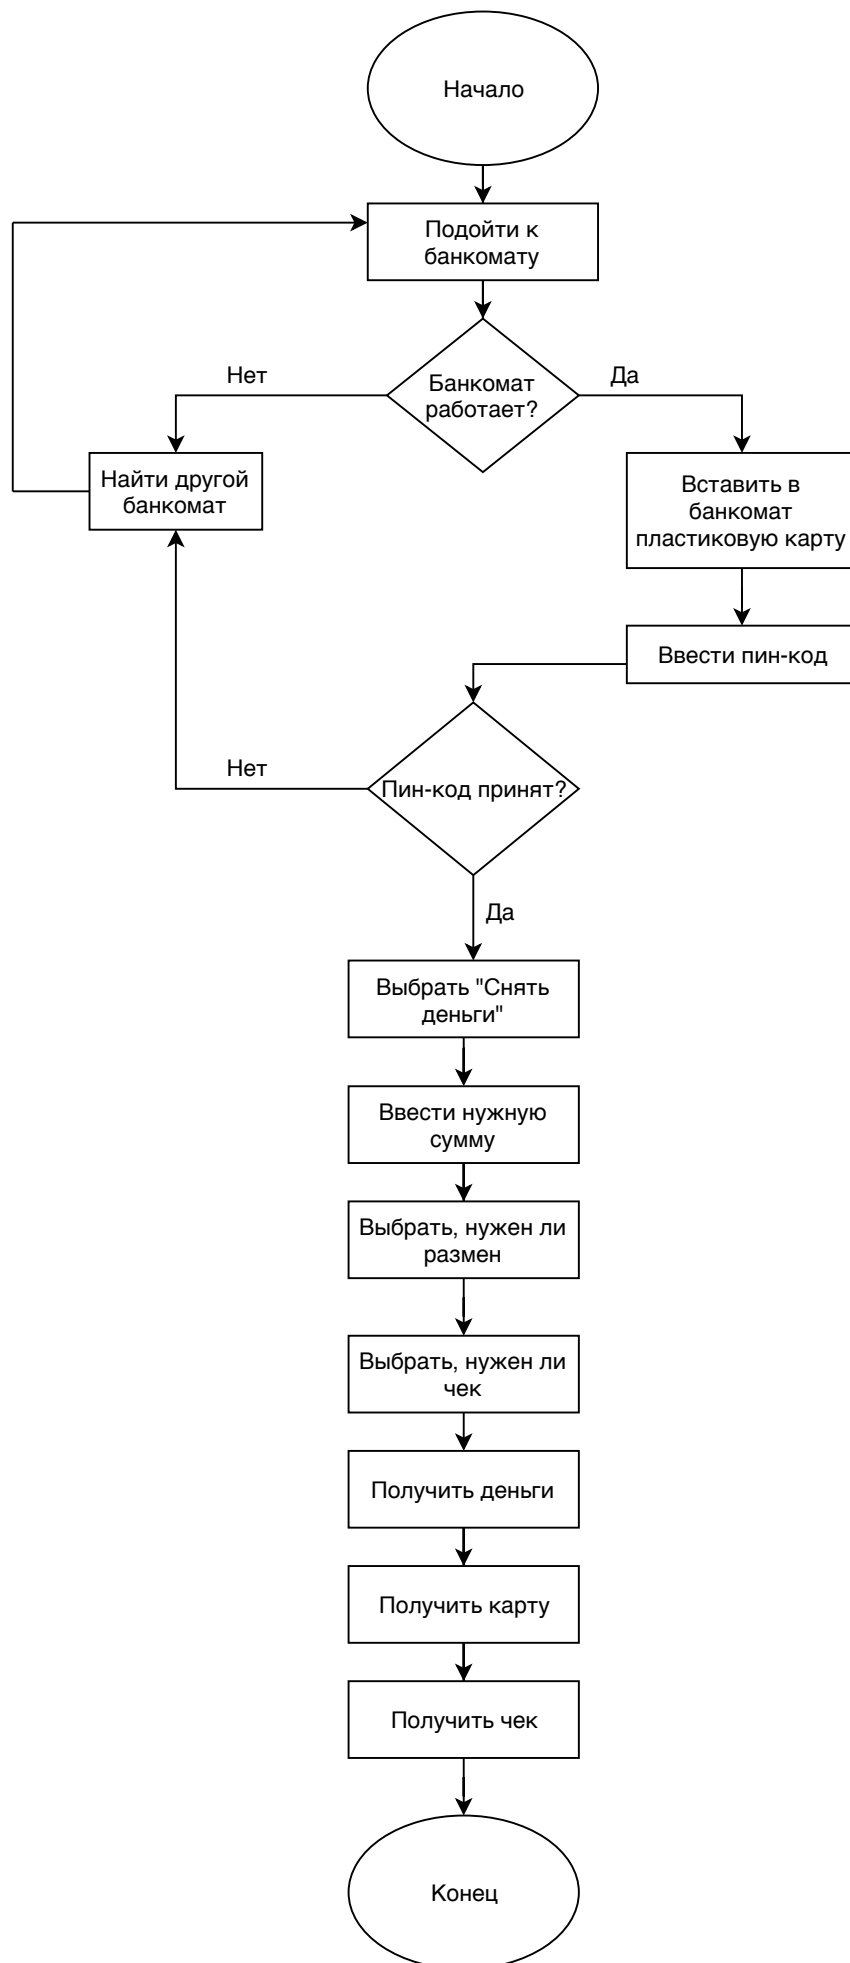 Начало
Подойти к
банкомату
Нет
Банкомат
работает?
Да
Найти другой
банкомат
Вставить в
банкомат
пластиковую карту
Ввести пин-код
Нет
Пин-код принят?
Да
Выбрать "Снять
деньги"
Ввести нужную
сумму
Выбрать, нужен ли
размен
Выбрать, нужен ли
чек
Получить деньги
Получить карту
Получить чек
Конец